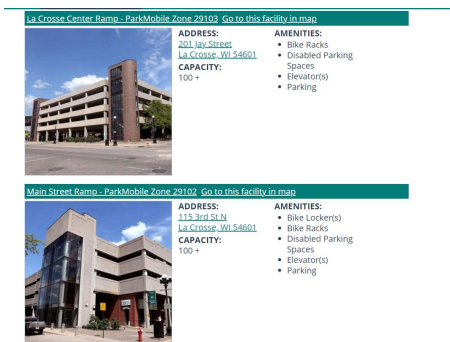 La Crosse Center Ramp - ParkMobile Zone 29103 Go to this facility in map
ADDRESS:
201 Jay Street
La Crosse, WI 54601
CAPACITY:
100 +
AMENITIES:
• Bike Racks
• Disabled Parking
Spaces
• Elevator(s)
• Parking
Main Street Ramp - ParkMobile Zone 29102 Go to this facility in map
ADDRESS:
115 3rd St N
La Crosse, WI 54601
CAPACITY:
100 +
AMENITIES:
• Bike Locker(s)
• Bike Racks
• Disabled Parking
Spaces
• Elevator(s)
• Parking